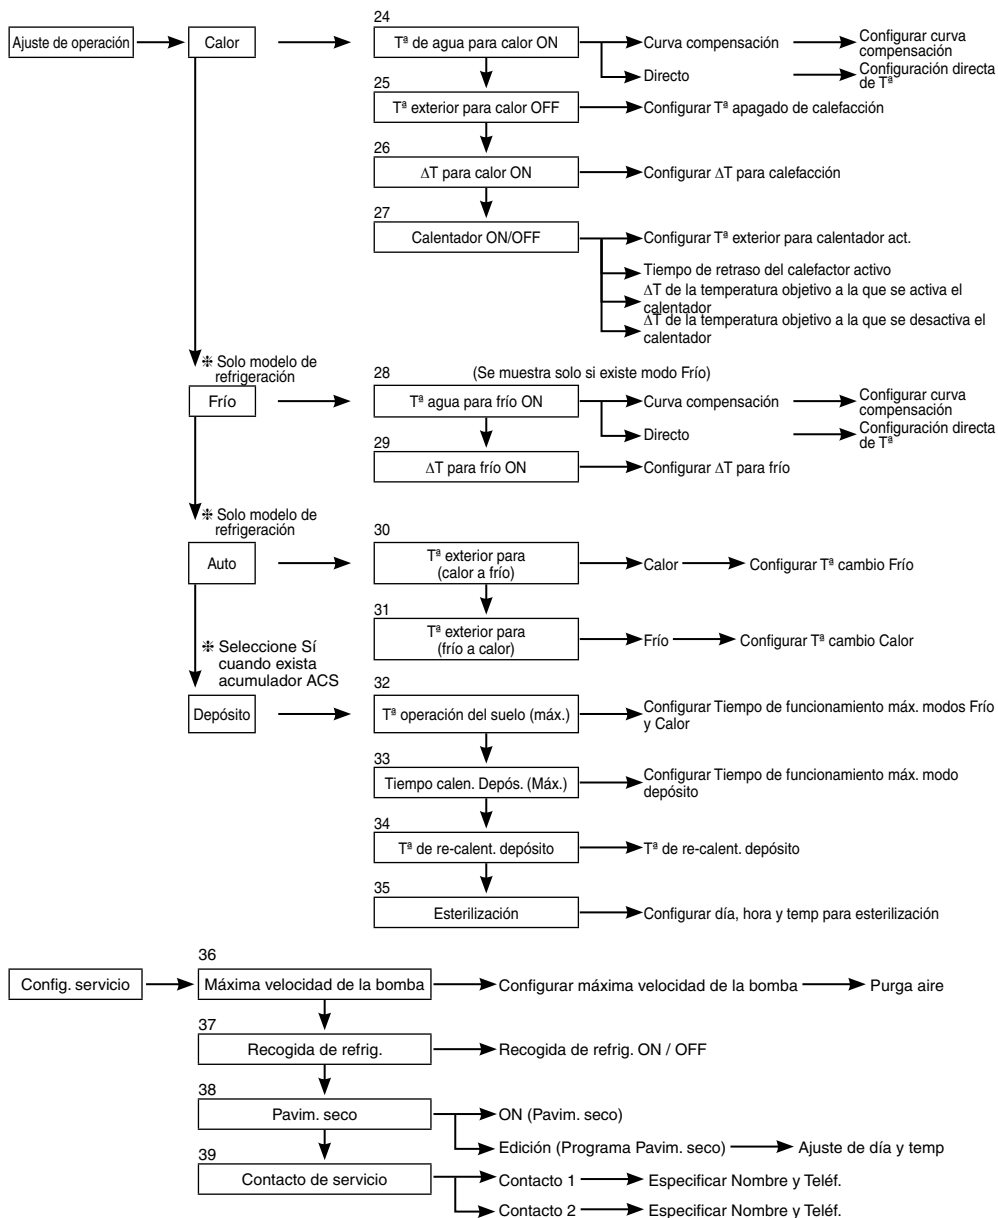 24
Ajuste de operación
Calor
Tª de agua para calor ON
Curva compensación
Configurar curva
compensación
Directo
Configuración directa
de Tª
25
Tª exterior para calor OFF
Configurar Tª apagado de calefacción
26
ΔT para calor ON
Configurar ΔT para calefacción
27
Calentador ON/OFF
Configurar Tª exterior para calentador act.
Tiempo de retraso del calefactor activo
ΔT de la temperatura objetivo a la que se activa el
calentador
ΔT de la temperatura objetivo a la que se desactiva el
calentador
❉ Solo modelo de
refrigeración
28
(Se muestra solo si existe modo Frío)
Frío
Tª agua para frío ON
Curva compensación
Configurar curva
compensación
Directo
Configuración directa
de Tª
29
ΔT para frío ON
Configurar ΔT para frío
❉ Solo modelo de
refrigeración
30
Auto
Tª exterior para
(calor a frío)
Calor
Configurar Tª cambio Frío
31
Tª exterior para
(frío a calor)
Frío
Configurar Tª cambio Calor
❉ Seleccione Sí
cuando exista
acumulador ACS
32
Depósito
Tª operación del suelo (máx.)
Configurar Tiempo de funcionamiento máx. modos Frío
y Calor
33
Tiempo calen. Depós. (Máx.)
Configurar Tiempo de funcionamiento máx. modo
depósito
34
Tª de re-calent. depósito
Tª de re-calent. depósito
35
Esterilización
Configurar día, hora y temp para esterilización
36
Config. servicio
Máxima velocidad de la bomba
Configurar máxima velocidad de la bomba
Purga aire
37
Recogida de refrig.
Recogida de refrig. ON / OFF
38
Pavim. seco
ON (Pavim. seco)
Edición (Programa Pavim. seco)
Ajuste de día y temp
39
Contacto de servicio
Contacto 1
Especificar Nombre y Teléf.
Contacto 2
Especificar Nombre y Teléf.